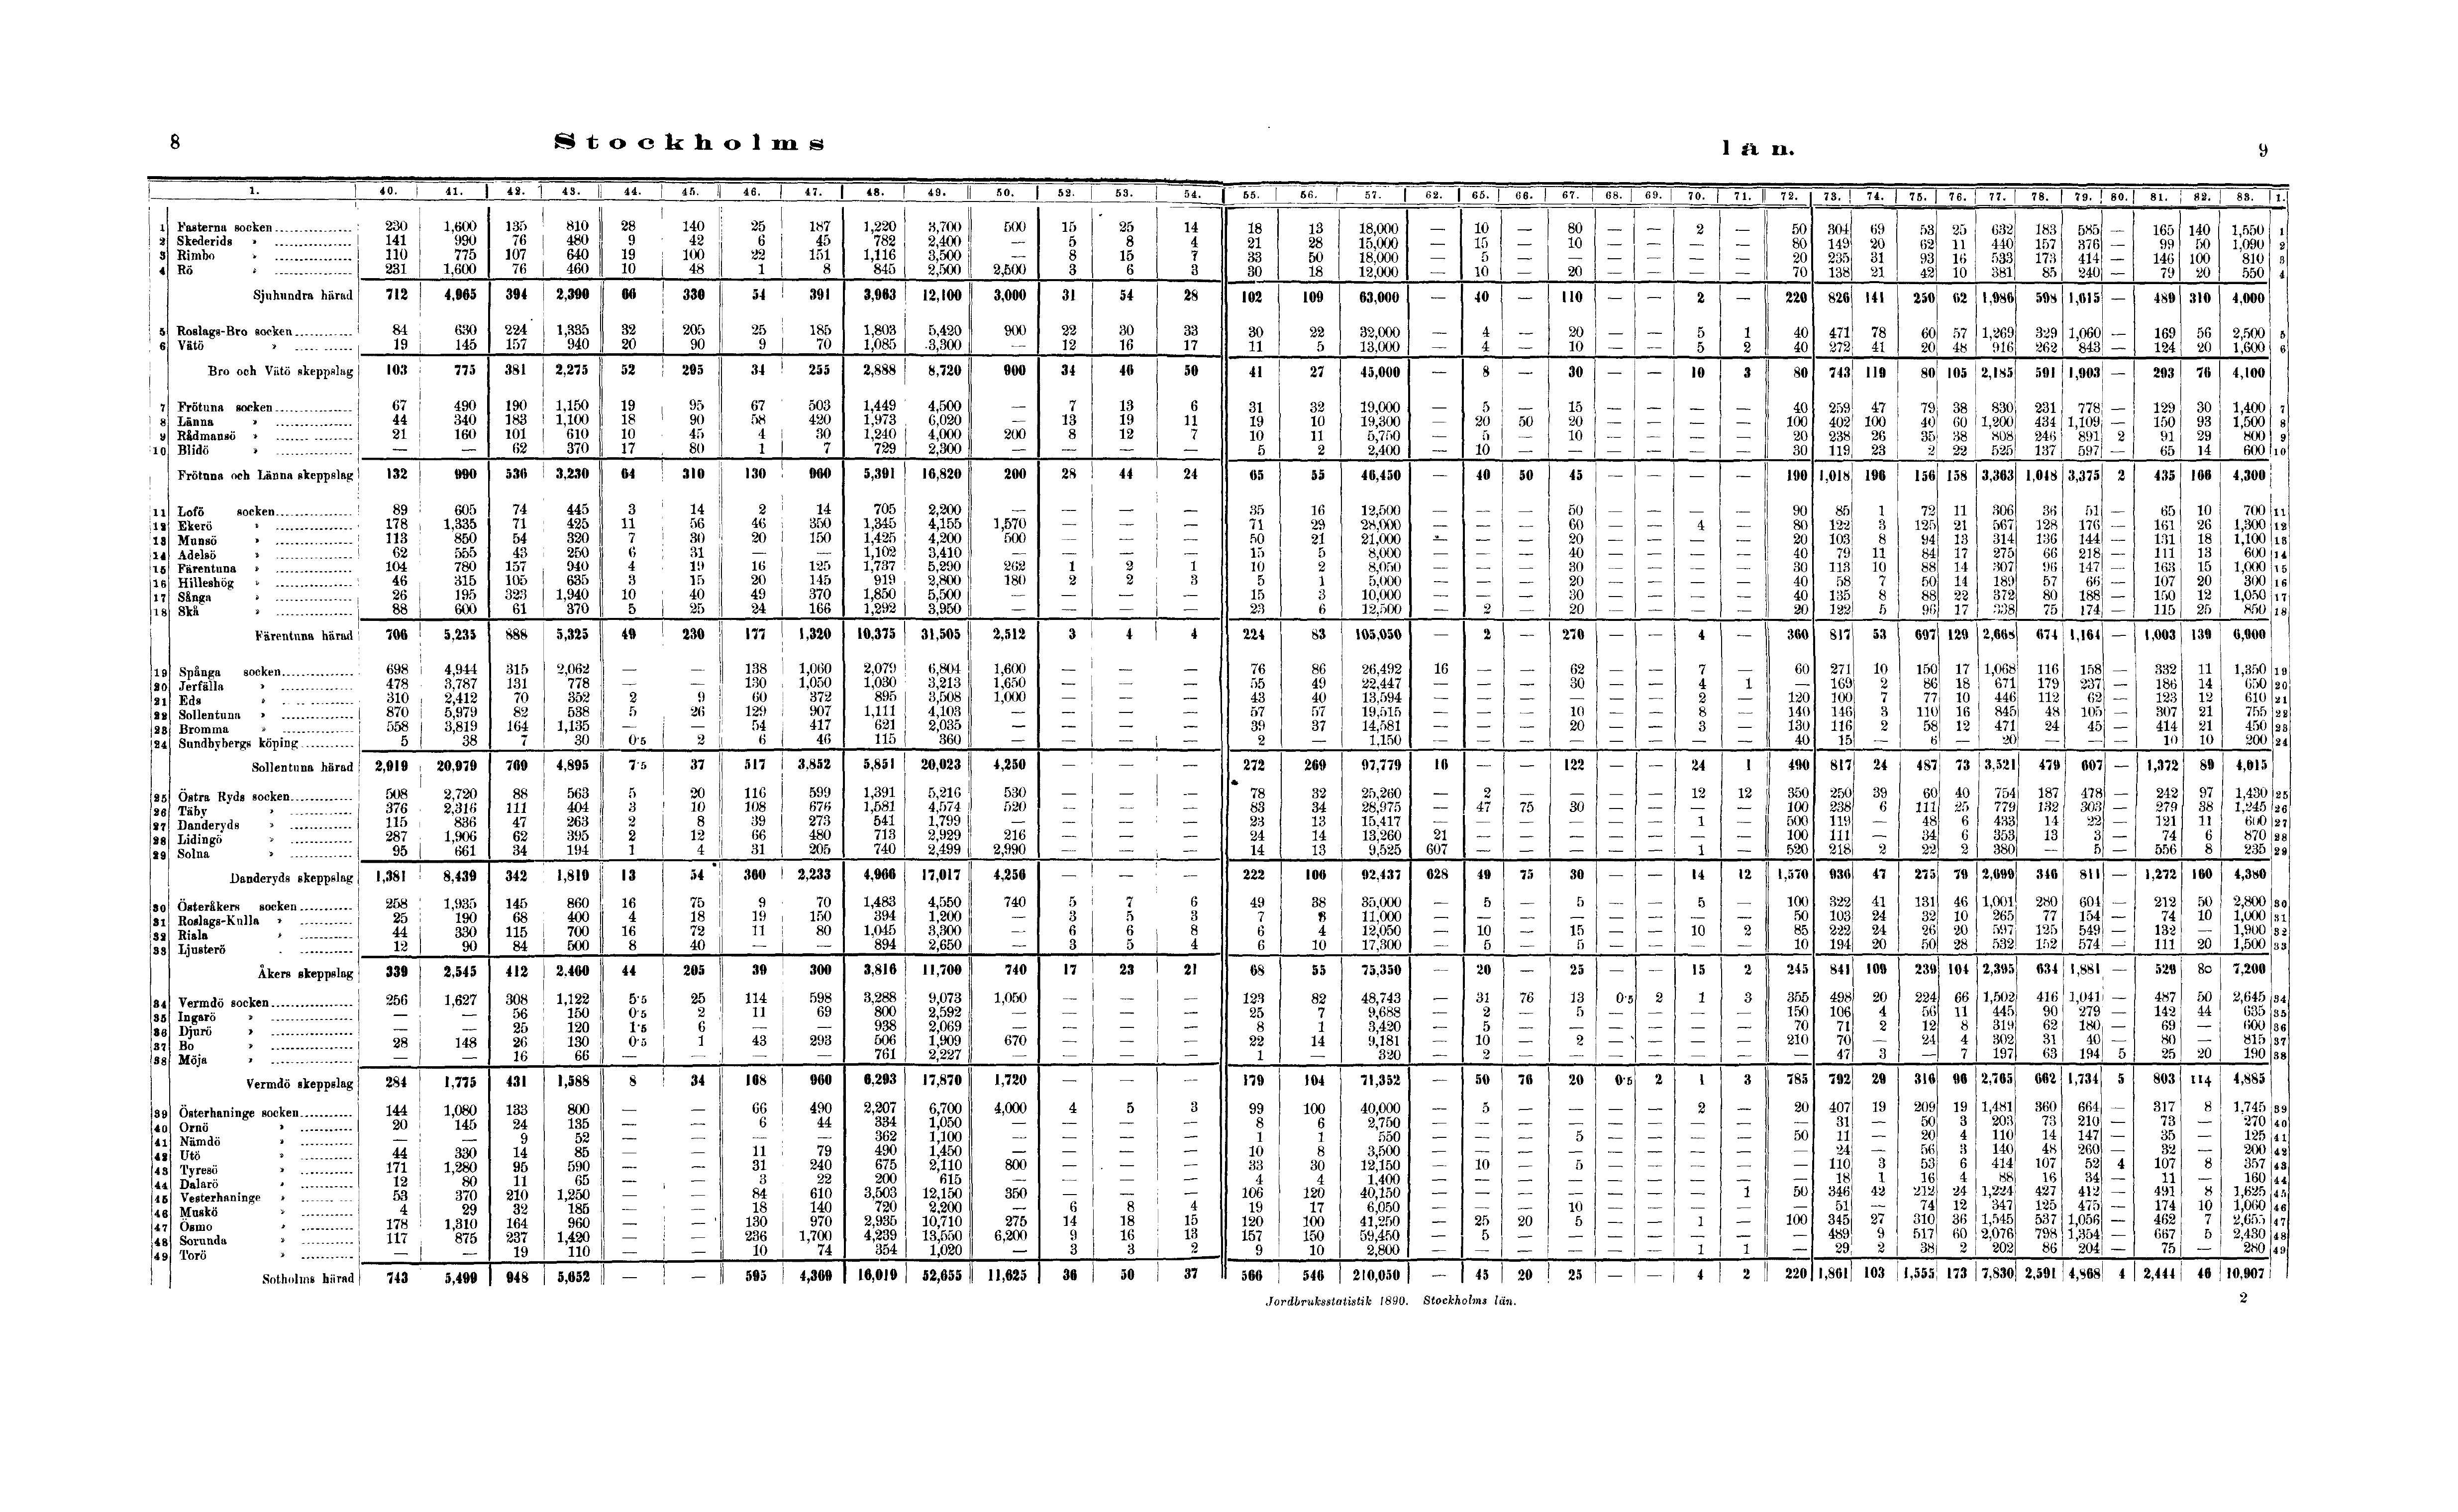 8 Stockholms län. 9
1. 40. 41. 42. 43. 44. 45. 46. 47. 48. 49. 50. 52. 53. 54. 55. 56. 57. 62. 65. 66. 67. 68. 69. 70. 71. 72. 73. 74. 75. 76. 77. 78. 79. 80. 81. 82. 83. 1.
1 Fasterna socken 230 1,600 135 810 28 140 25 187 1,220 3,700 500 15 25 14 18 13 18,000 — 10 — 80 — — 2 — 50 304 69 53 25 632 183 585 — 165 140 1,550 1
2 Skederids » 141 990 76 480 9 42 6 45 782 2,400 — 5 8 4 21 28 15,000 — 15 — 10 — — — — 80 149 20 62 11 440 157 376 — 99 50 1,090 2
3 Rimbo » 110 775 107 640 19 100 22 151 1,116 3,500 — 8 15 7 33 50 18,000 — 5 — — — — — — 20 235 31 93 16 533 173 414 — 146 100 810 3
4 Rö » 231 1,600 76 460 10 48 1 8 845 2,500 2,500 3 6 3 30 18 12,000 — 10 — 20 — — — — 70 138 21 42 10 381 85 240 — 79 20 550 4
Sjuhundra härad 712 4,965 394 2,390 66 330 54 391 3,963 12,100 3,000 31 54 28 102 109 63,000 — 40 — 110 — — 2 — 220 826 141 250 62 1,986 598 1,615 — 489 310 4,000
5 Roslags-Bro socken 84 630 224 1,335 32 205 25 185 1,803 5,420 900 22 30 33 30 22 32,000 — 4 — 20 — — 5 1 40 471 78 60 57 1,269 329 1,060 — 169 56 2,500 5
6 Vätö » 19 145 157 940 20 90 9 70 1,085 3,300 — 12 16 17 11 5 13,000 — 4 — 10 — — 5 2 40 272 41 20 48 916 262 843 — 124 20 1,600 6
Bro och Vätö skeppslag 103 775 381 2,275 52 295 34 255 2,888 8,720 900 34 46 50 41 27 45,000 — 8 — 30 — — 10 3 80 743 119 80 105 2,185 591 1,903 — 293 76 4,100
7 Frötuna socken 67 490 190 1,150 19 95 67 503 1,449 4,500 — 7 13 6 31 32 19,000 — 5 — 15 — — — — 40 259 47 79 38 830 231 778 — 129 30 1,400 7
8 Länna » 44 340 183 1,100 18 90 58 420 1,973 6,020 — 13 19 11 19 10 19,300 — 20 50 20 — — — — 100 402 100 40 60 1,200 434 1,109 — 150 93 1,500 8
9 Rådmansö » 21 160 101 610 10 45 4 30 1,240 4,000 200 8 12 7 10 11 5,750 — 5 — 10 — — — — 20 238 26 35 38 808 246 891 2 91 29 800 9
10 Blidö » — — 62 370 17 80 1 7 729 2,300 — — — — 5 2 2,400 — 10 — — — — — — 30 119 23 2 22 525 137 597 — 65 14 600 10
Frötuna och Länna skeppslag 132 990 536 3,230 64 310 130 960 5,391 16,820 200 28 44 24 65 55 46,450 — 40 50 45 — — — — 190 1,018 196 156 158 3,363 1,048 3,375 2 435 166 4,300
11 Lofö socken 89 605 74 445 3 14 2 14 705 2,200 — — — — 35 16 12,500 — — — 50 — — — — 90 85 1 72 11 306 36 51 — 65 10 700 11
12 Ekerö » 178 1,335 71 425 11 56 46 350 1,345 4,155 1,570 — — — 71 29 28,000 — — — 60 — — 4 — 80 122 3 125 21 567 128 176 — 161 26 1,300 12
13 Munsö » 113 850 54 320 7 30 20 150 1,425 4,200 500 — — — 50 21 21,000 — — — 20 — — — — 20 103 8 94 13 314 136 144 — 131 18 1,100 13
14 Adelsö » 62 555 43 250 6 31 — — 1,102 3,410 — — — — 15 5 8,000 — — — 40 — — — — 40 79 11 84 17 275 66 218 — 111 13 600 14
15 Färentuna » 104 780 157 940 4 19 16 125 1,737 5,290 262 1 2 1 10 2 8,050 — — — 30 — — — — 30 113 10 88 14 307 96 147 — 163 15 1,000 15
16 Hilleshög » 46 315 105 635 3 15 20 145 919 2,800 180 2 2 3 5 1 5,000 — — — 20 — — — — 40 58 7 50 14 189 57 66 — 107 20 300 16
17 Sånga » 26 195 323 1,940 10 40 49 370 1,850 5,500 — — — — 15 3 10,000 — — — 30 — — — — 40 135 8 88 22 372 80 188 — 150 12 1,050 17
18 Skå » 88 600 61 370 5 25 24 166 1,292 3,950 — — — — 23 6 12,500 — 2 — 20 — — — — 20 122 5 96 17 338 75 174 — 115 25 850 18
Färentuna härad 706 5,235 888 5,325 49 230 177 1,320 10,375 31,505 2,512 3 4 4 224 83 105,050 — 2 — 270 — — 4 — 360 817 53 697 129 2,668 674 1,164 — 1,003 139 6,900
19 Spånga socken 698 4,944 315 2,062 — — 138 1,060 2,079 6,804 1,600 — — — 76 86 26,492 16 — — 62 — — 7 — 60 271 10 150 17 1,068 116 158 — 332 11 1,350 19
20 Jerfälla » 478 3,787 131 778 — — 130 1,050 1,030 3,213 1,650 — — — 55 49 22,447 — — — 30 — — 4 1 — 169 2 86 18 671 179 237 — 186 14 650 20
21 Eds » 310 2,412 70 352 2 9 60 372 895 3,508 1,000 — — — 43 40 13,594 — — — — — — 2 — 120 100 7 77 10 446 112 62 — 123 12 610 21
22 Sollentuna » 870 5,979 82 538 5 26 129 907 1,111 4,103 — — — — 57 57 19,515 — — — 10 — — 8 — 140 146 3 110 16 845 48 105 — 307 21 755 22
23 Bromma » 558 3,819 164 1,135 — — 54 417 621 2,035 — — — — 39 37 14,581 — — — 20 — — 3 — 130 116 2 58 12 471 24 45 — 414 21 450 23
24 Sundbybergs köping 5 38 7 30 0·5 2 6 46 115 360 — — — — 2 — 1,150 — — — — — — — — 40 15 — 6 — 20 — — — 10 10 200 24
Sollentuna härad 2,919 20,979 769 4,895 7·5 37 517 3,852 5,851 20,023 4,250 — — — 272 269 97,779 16 — — 122 — — 24 1 490 817 24 487 73 3,521 479 607 — 1,372 89 4,015
25 Östra Ryds socken 508 2,720 88 563 5 20 116 599 1,391 5,216 530 — — — 78 32 25,260 — 2 — — — — 12 12 350 250 39 60 40 754 187 478 — 242 97 1,430 25
26 Täby » 376 2,316 111 404 3 10 108 676 1,581 4,574 520 — — — 83 34 28,975 — 47 75 30 — — — — 100 238 6 111 25 779 132 303 — 279 38 1,245 26
27 Danderyds » 115 836 47 263 2 8 39 273 541 1,799 — — — — 23 13 15,417 — — — — — — 1 — 500 119 — 48 6 433 14 22 — 121 11 600 27
28 Lidingö » 287 1,906 62 395 2 12 66 480 713 2,929 216 — — — 24 14 13,260 21 — — — — — — — 100 111 — 34 6 353 13 3 — 74 6 870 28
29 Solna » 95 661 34 194 1 4 31 205 740 2,499 2,990 — — — 14 13 9,525 607 — — — — — 1 — 520 218 2 22 2 380 — 5 — 556 8 235 29
Danderyds skeppslag 1,381 8,439 342 1,819 13 54 360 2,233 4,966 17,017 4,256 — — — 222 106 92,437 628 49 75 30 — — 14 12 1,570 936 47 275 79 2,699 346 811 — 1,272 160 4,380
30 Österåkers socken 258 1,935 145 860 16 75 9 70 1,483 4,550 740 5 7 6 49 38 35,000 — 5 — 5 — — 5 — 100 322 41 131 46 1,001 280 604 — 212 50 2,800 30
31 Roslags-Kulla » 25 190 68 400 4 18 19 150 394 1,200 — 3 5 3 7 8 11,000 — — — — — — — — 50 103 24 32 10 265 77 154 — 74 10 1,000 31
32 Riala » 44 330 115 700 16 72 11 80 1,045 3,300 — 6 6 8 6 4 12,050 — 10 — 15 — — 10 2 85 222 24 26 20 597 125 549 — 132 — 1,900 32
33 Ljusterö . 12 90 84 500 8 40 — — 894 2,650 — 3 5 4 6 10 17,300 — 5 — 5 — — — — 10 194 20 50 28 532 152 574 — 111 20 1,500 33
Åkers skeppslag 339 2,545 412 2.460 44 205 39 300 3,816 11,700 740 17 23 21 68 55 75,350 — 20 — 25 — — 15 2 245 841 109 239 104 2,395 634 1,881 — 529 80 7,200
34 Vermdö socken 256 1,627 308 1,122 5·5 25 114 598 3,288 9,073 1,050 — — — 123 82 48,743 — 31 76 13 0·5 2 1 3 355 498 20 224 66 1,502 416 1,041 — 487 50 2,645 34
35 Ingarö » — — 56 150 0·5 2 11 69 800 2,592 — — — — 25 7 9,688 — 2 — 5 — — — — 150 106 4 56 11 445 90 279 — 142 44 635 35
36 Djurö » — — 25 120 1·5 6 — — 938 2,069 — — — — 8 1 3,420 — 5 — — — — — — 70 71 2 12 8 319 62 180 — 69 — 600 36
37 Bo » 28 148 26 130 0·5 1 43 293 506 1,909 670 — — — 22 14 9,181 — 10 — 2 — — — — 210 70 — 24 4 302 31 40 — 80 — 815 37
38 Möja » — — 16 66 — — — — 761 2,227 — — — — 1 — 320 — 2 — — — — — — — 47 3 — 7 197 63 194 5 25 20 190 38
Vermdö skeppslag 284 1,775 431 1,588 8 34 168 960 6,293 17,870 1,720 — — — 179 104 71,352 — 50 76 20 0·5 2 1 3 785 792 29 316 96 2,765 662 1,734 5 803 114 4,885
39 Österhaninge socken 144 1,080 133 800 — — 66 490 2,207 6,700 4,000 4 5 3 99 100 40,000 — 5 — — — — 2 — 20 407 19 209 19 1,481 360 664 — 317 8 1,745 39
40 Ornö » 20 145 24 135 — — 6 44 334 1,050 — — — — 8 6 2,750 — — — — — — — — — 31 — 50 3 203 73 210 — 73 — 270 40
41 Nämdö » — — 9 52 — — — — 362 1,100 — — — — 1 1 550 — — — 5 — — — — 50 11 — 20 4 110 14 147 — 35 — 125 41
42 Utö » 44 330 14 85 — — 11 79 490 1,450 — — — — 10 8 3,500 — — — — — — — — — 24 — 56 3 140 48 260 — 32 — 200 42
43 Tyresö » 171 1,280 95 590 — — 31 240 675 2,110 800 — — — 33 30 12,150 — 10 — 5 — — — — — 110 3 53 6 414 107 52 4 107 8 357 43
44 Dalarö » 12 80 11 65 — — 3 22 200 615 — — — — 4 4 1,400 — — — — — — — — — 18 1 16 4 88 16 34 — 11 — 160 44
45 Vesterhaninge » 53 370 210 1,250 — — 84 610 3,503 12,150 350 — — — 106 120 40,150 — — — — — — — 1 50 346 42 212 24 1,224 427 412 — 491 8 1,625 45
46 Muskö » 4 29 32 185 — — 18 140 720 2,200 — 6 8 4 19 17 6,050 — — — 10 — — — — — 51 — 74 12 347 125 475 — 174 10 1,060 46
47 Ösmo » 178 1,310 164 960 — — 130 970 2,935 10,710 275 14 18 15 120 100 41,250 — 25 20 5 — — 1 — 100 345 27 310 36 1,545 537 1,056 — 462 7 2,655 47
48 Sorunda » 117 875 237 1,420 — — 236 1,700 4,239 13,550 6,200 9 16 13 157 150 59,450 — 5 — — — — — — — 489 9 517 60 2,076 798 1,354 — 667 5 2,430 48
49 Torö » — — 19 110 — — 10 74 354 1,020 — 3 3 2 9 10 2,800 — — — — — — 1 1 — 29 2 38 2 202 86 204 — 75 — 280 49
Sotholms härad 743 5,499 948 5,652 — — 595 4,369 16,019 52,655 11,625 36 50 37 566 546 210,050 — 45 20 25 — — 4 2 220 1,861 103 1,555 173 7,830 2,591 4,868 4 2,444 46 10,907
Jordbruksstatistik 1890. Stockholms län. 2